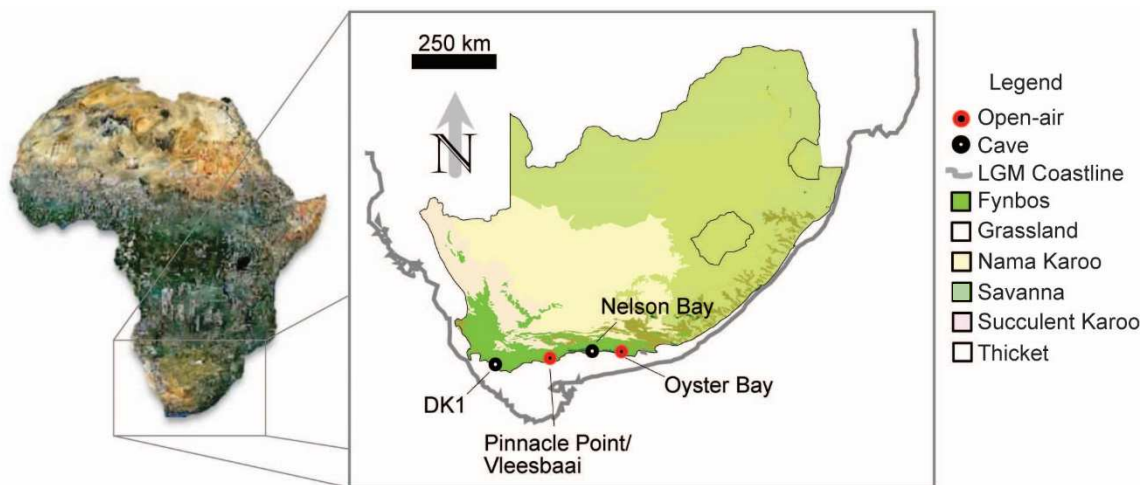 250 km
N
Nelson Bay
DK1
Oyster Bay
Pinnacle Point/
Vleesbaai
Legend
Open-air
Cave
LGM Coastline
Fynbos
Grassland
Nama Karoo
Savanna
Succulent Karoo
Thicket